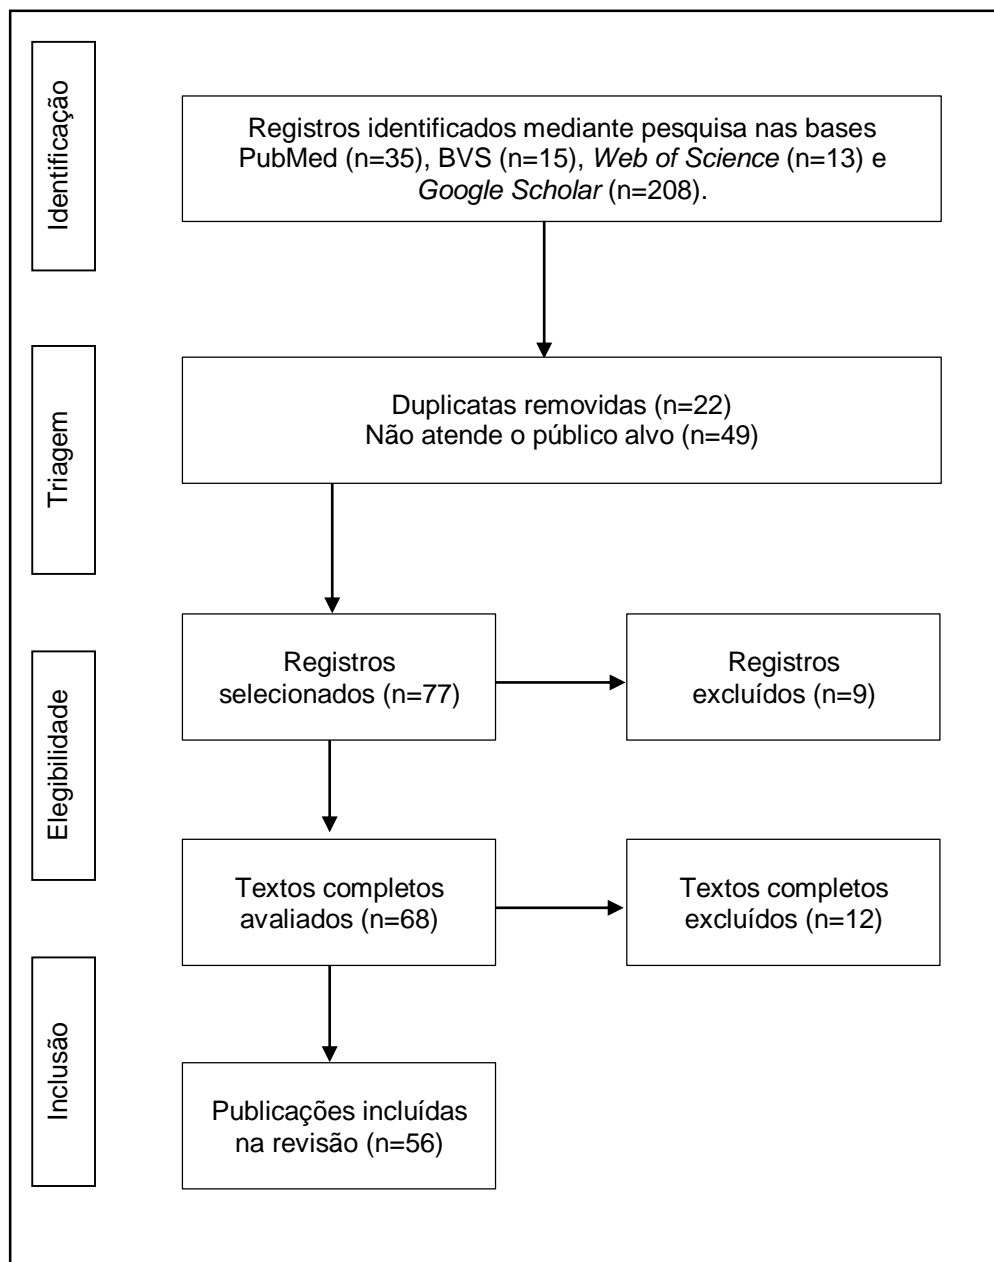 Identificação
Registros identificados mediante pesquisa nas bases
PubMed (n=35), BVS (n=15), Web of Science (n=13) e
Google Scholar (n=208).
Triagem
Duplicatas removidas (n=22)
Não atende o público alvo (n=49)
Elegibilidade
Registros
selecionados (n=77)
Registros
excluídos (n=9)
Textos completos
avaliados (n=68)
Textos completos
excluídos (n=12)
Inclusão
Publicações incluídas
na revisão (n=56)